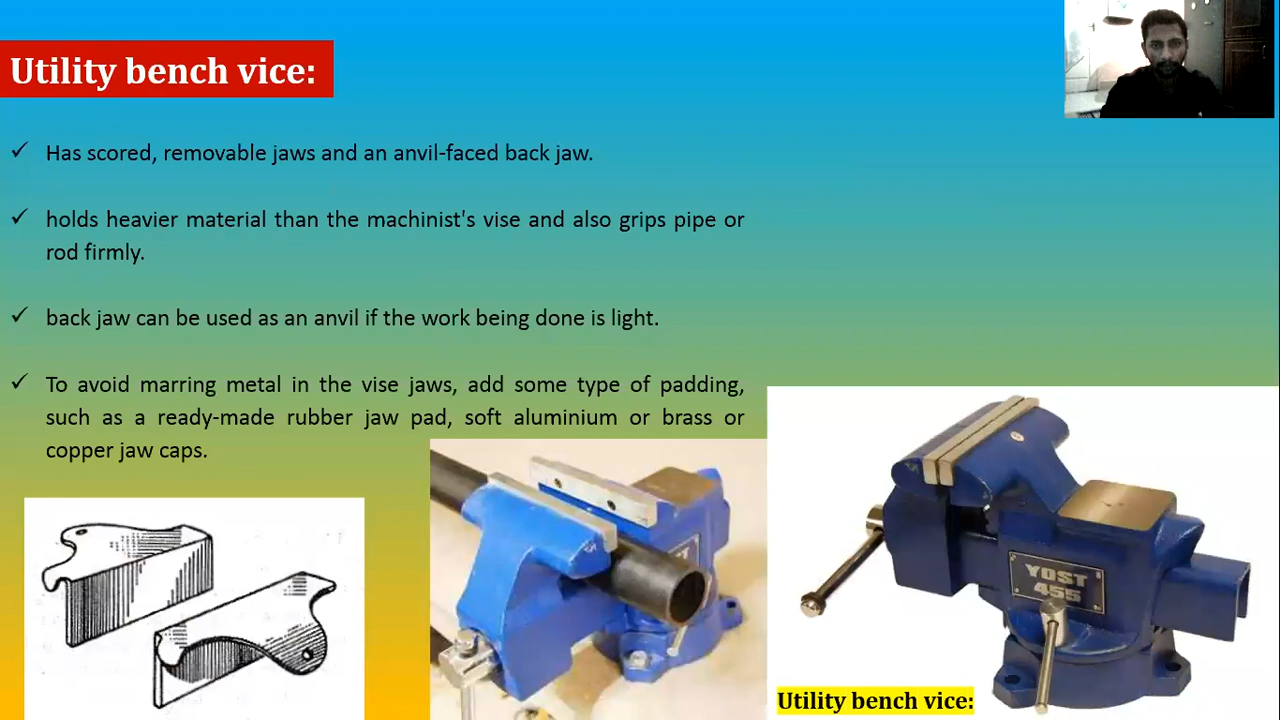 Utility bench vice:
✓ Has scored, removable jaws and an anvil-faced back jaw.
✓ holds heavier material than the machinist's vise and also grips pipe or
rod firmly.
✓ back jaw can be used as an anvil if the work being done is light.
✓ To avoid marring metal in the vise jaws, add some type of padding,
such as a ready-made rubber jaw pad, soft aluminium or brass or
copper jaw caps.
YOST
455
Utility bench vice: